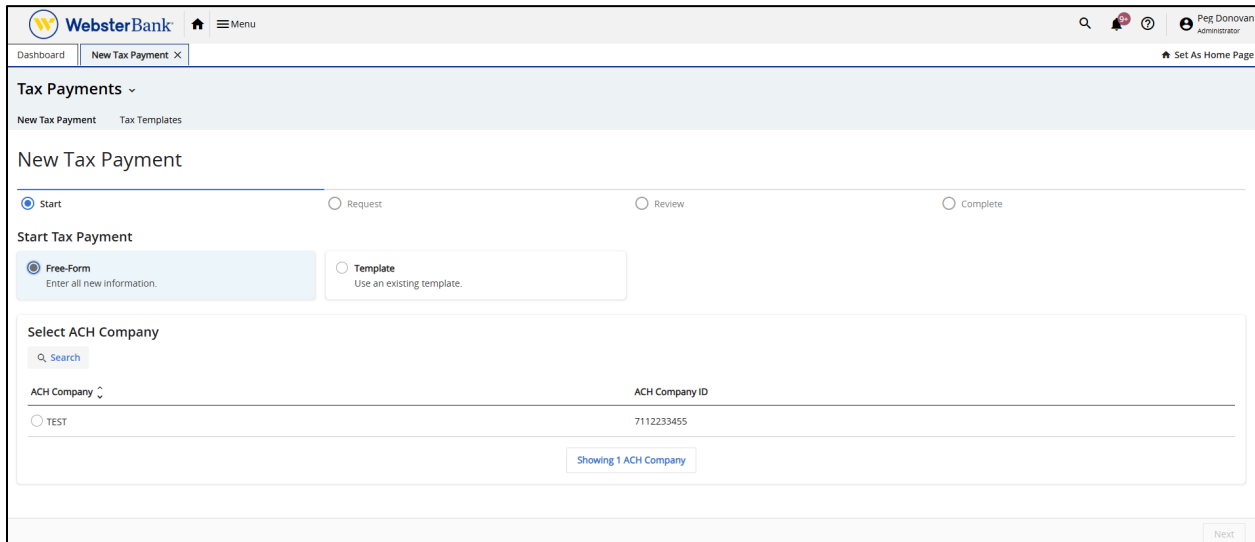 WebsterBank Menu 9+ Peg Donovan
Administrator
Dashboard New Tax Payment Set As Home Page
Tax Payments
New Tax Payment Tax Templates
New Tax Payment
Start Request Review Complete
Start Tax Payment
Free-Form Template
Enter all new information. Use an existing template.
Select ACH Company
Search
ACH Company ACH Company ID
TEST 7112233455
Showing 1 ACH Company
Next